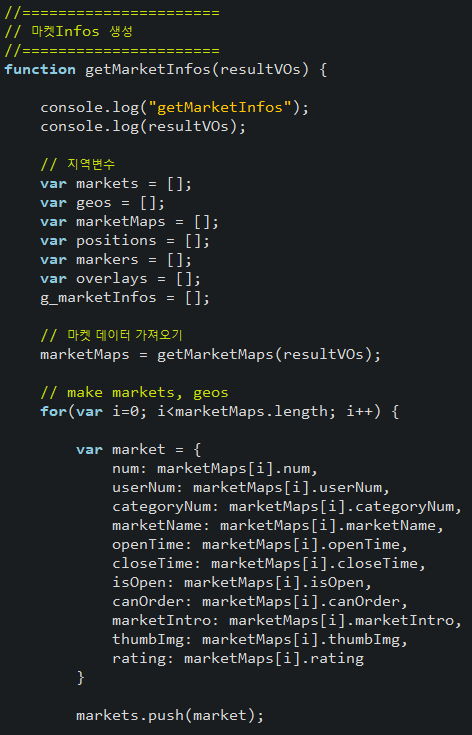 //======================
// 마켓Infos 생성
//======================
function getMarketInfos(resultVOs) {
console.log("getMarketInfos");
console.log(resultVOs);
// 지역변수
var markets = [];
var geos = [];
var marketMaps = [];
var positions = [];
var markers = [];
var overlays = [];
g_marketInfos = [];
// 마켓 데이터 가져오기
marketMaps = getMarketMaps(resultVOs);
// make markets, geos
for(var i=0; i<marketMaps.length; i++) {
var market = {
num: marketMaps[i].num,
userNum: marketMaps[i].userNum,
categoryNum: marketMaps[i].categoryNum,
marketName: marketMaps[i].marketName,
openTime: marketMaps[i].openTime,
closeTime: marketMaps[i].closeTime,
isOpen: marketMaps[i].isOpen,
canOrder: marketMaps[i].canOrder,
marketIntro: marketMaps[i].marketIntro,
thumbImg: marketMaps[i].thumbImg,
rating: marketMaps[i].rating
}
markets.push(market);